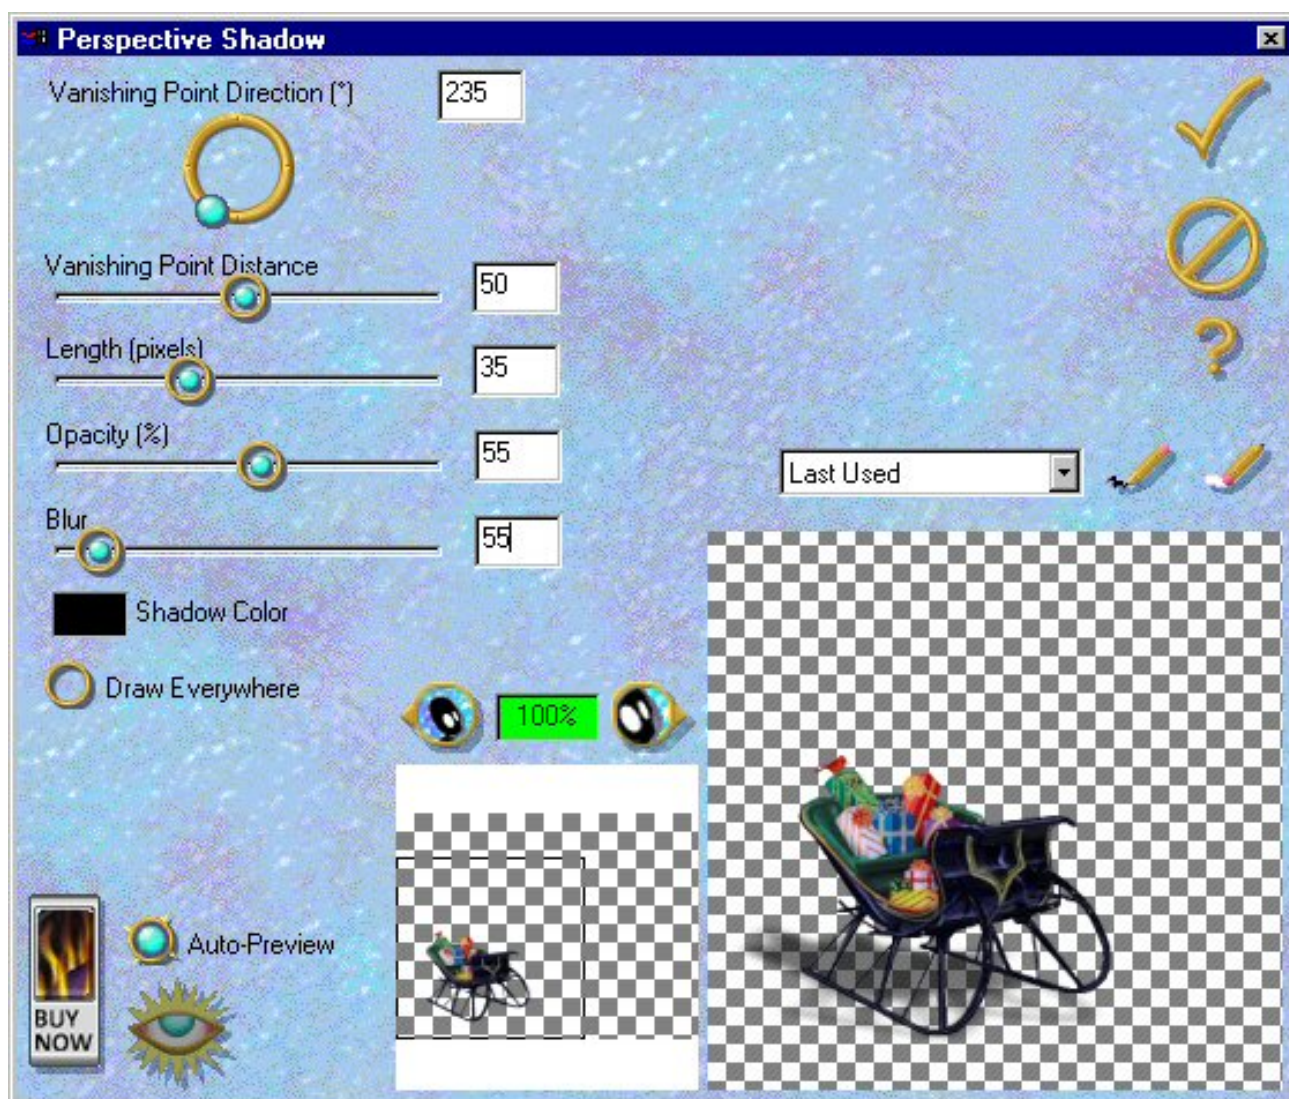 Perspective Shadow
Vanishing Point Direction (°)
235
Vanishing Point Distance
50
Length (pixels)
35
Opacity (%)
55
Last Used
Blur
55
Shadow Color
Draw Everywhere
100%
Auto-Preview
BUY
NOW